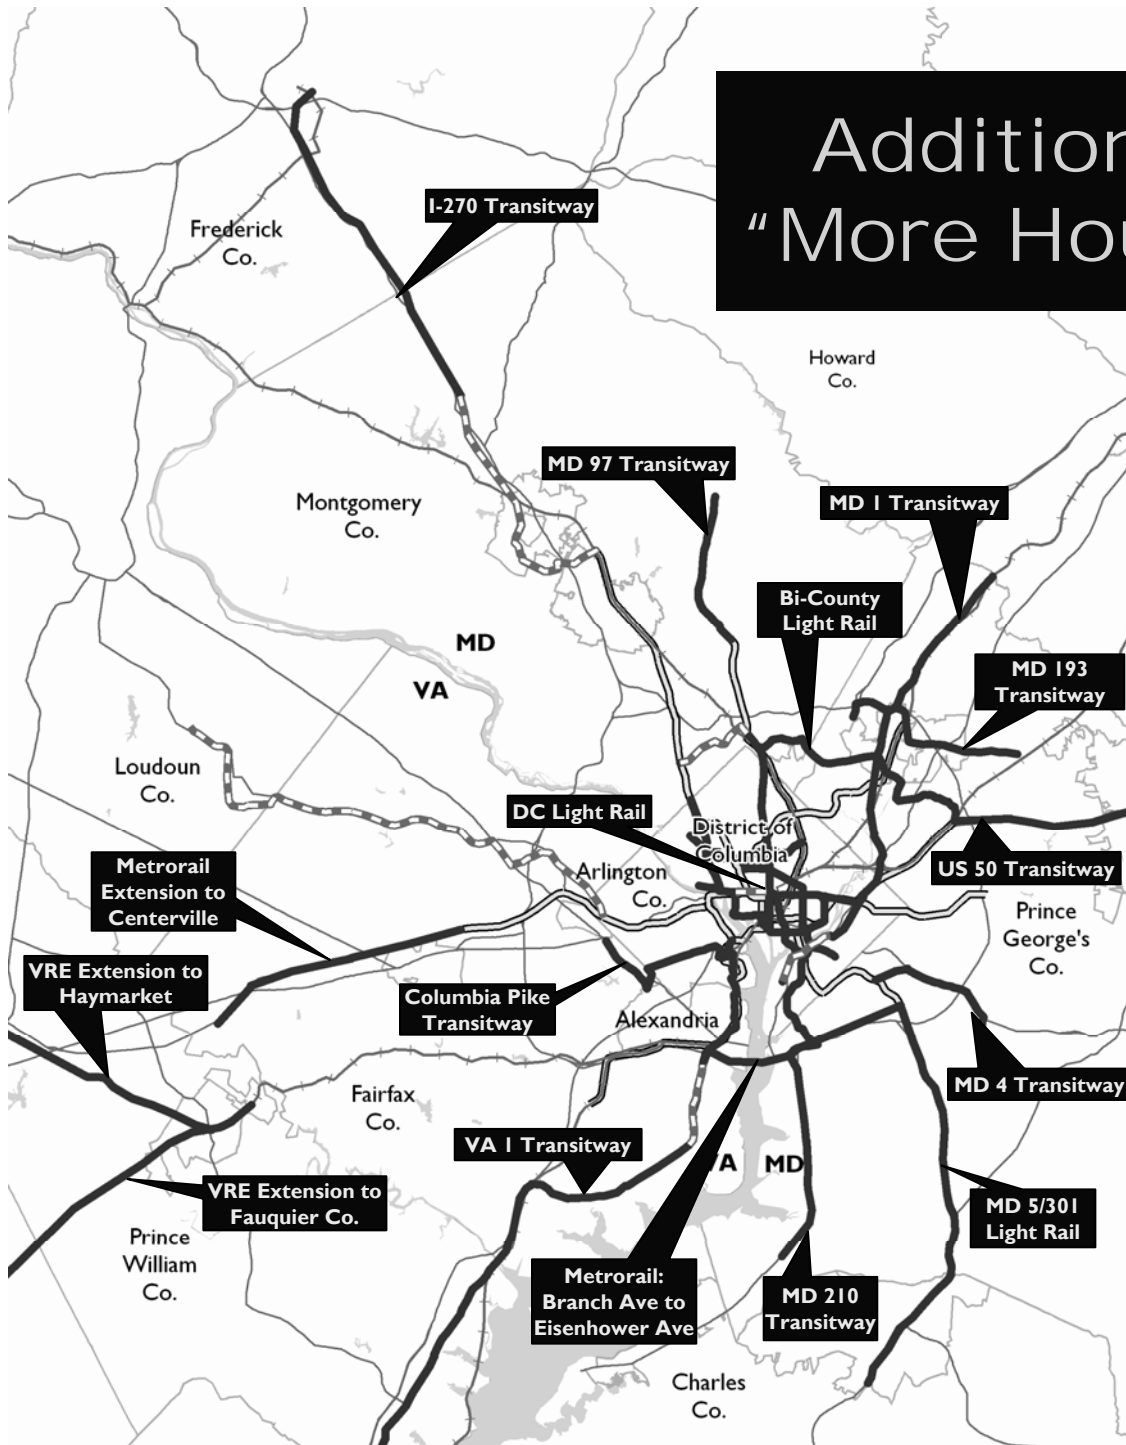 Addition
"More Hou
I-270 Transitway
Frederick
Co.
Howard
Co.
MD 97 Transitway
MD 1 Transitway
Montgomery
Co.
Bi-County
Light Rail
MD
VA
MD 193
Transitway
Loudoun
Co.
DC Light Rail
District of
Columbia
Metrorail
Extension to
Centerville
Arlington
Co.
US 50 Transitway
Prince
George's
Co.
VRE Extension to
Haymarket
Columbia Pike
Transitway
Alexandria
MD 4 Transitway
Fairfax
Co.
VA 1 Transitway
VA MD
VRE Extension to
Fauquier Co.
MD 5/301
Light Rail
Prince
William
Co.
Metrorail:
Branch Ave to
Eisenhower Ave
MD 210
Transitway
Charles
Co.